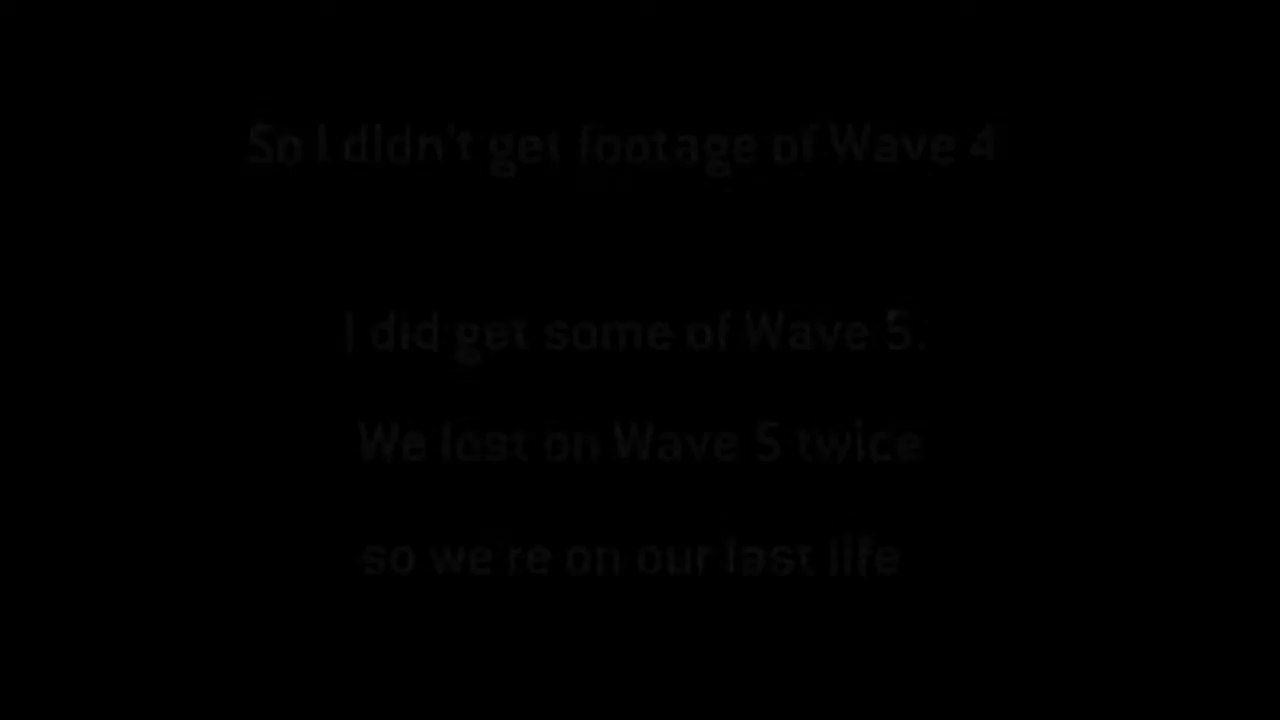 So I didn't get footage of Wave 4
I did get some of Wave 5.
We lost on Wave 5 twice
so we're on our last life